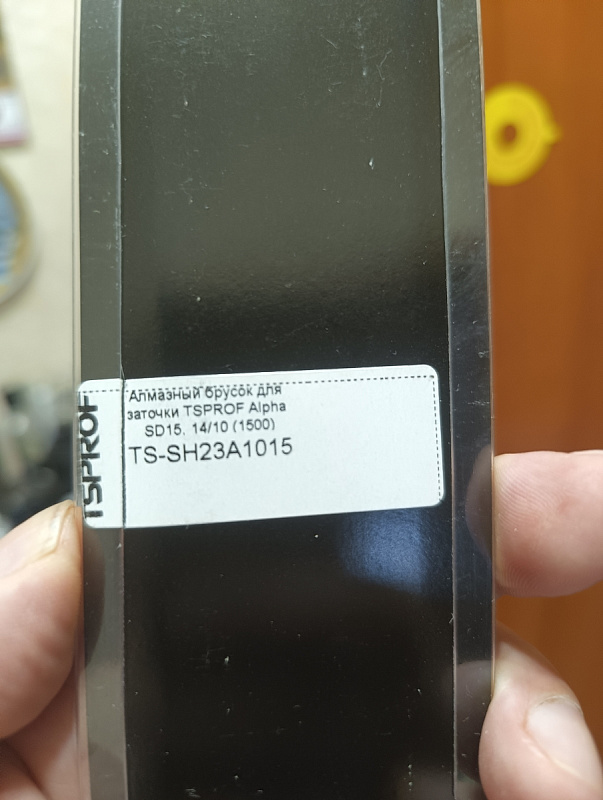 TSPROF
Алмазный брусок для
заточки TSPROF Alpha
SD15, 14/10 (1500)
TS-SH23A1015